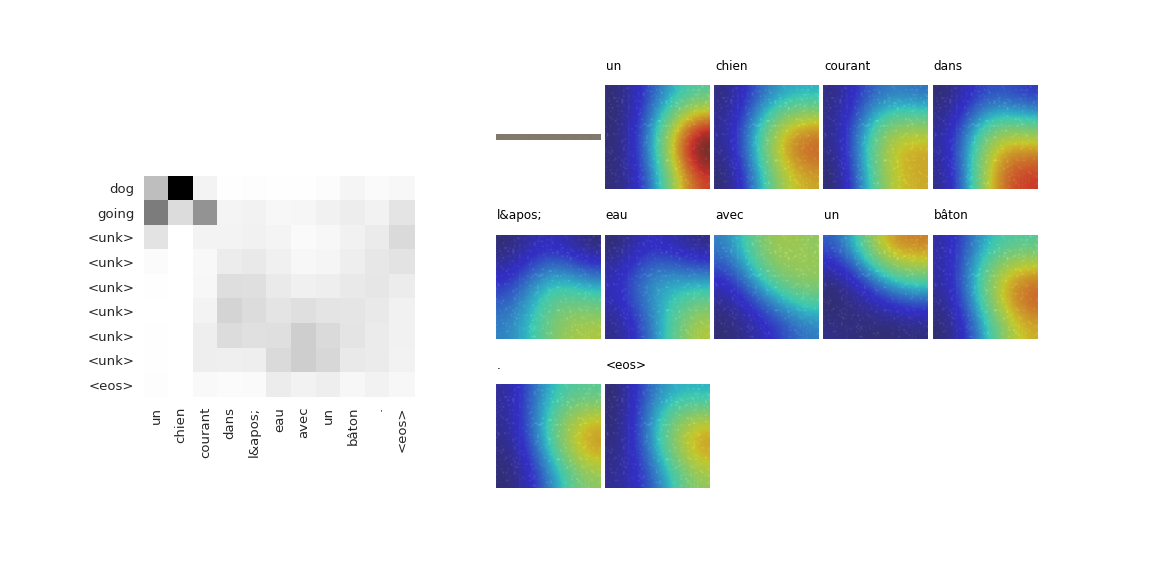 dog
going
<unk>
<unk>
<unk>
<unk>
<unk>
<unk>
<eos>
un chien courant dans l&apos; eau avec un bâton . <eos>
un chien courant dans
l&apos; eau avec un bâton
. <eos>